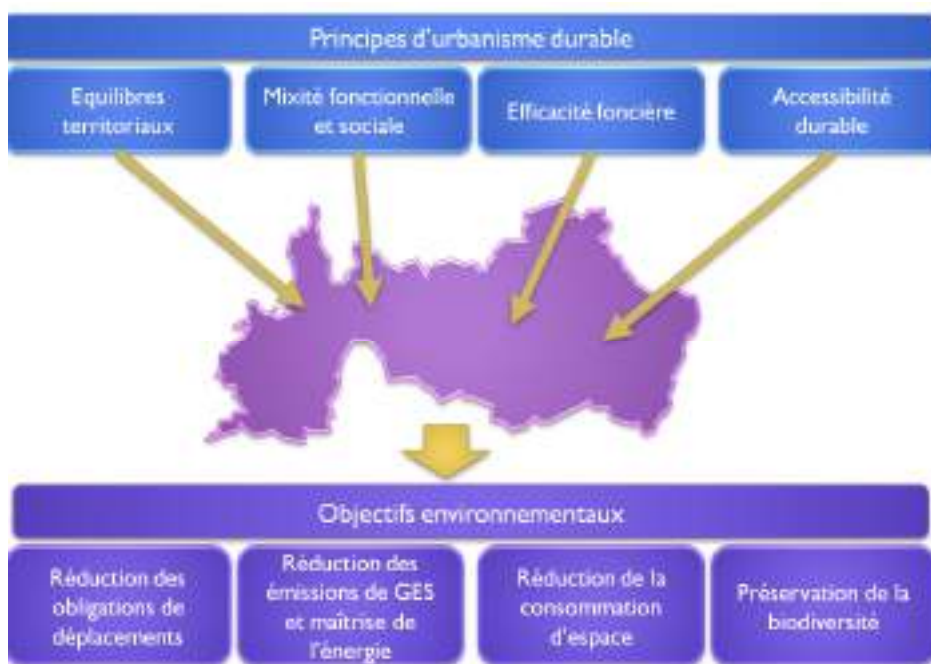 Principes d'urbanisme durable
Equilibres
territoriaux
Mixité fonctionnelle
et sociale
Efficacité foncière
Accessibilité
durable
Objectifs environnementaux
Réduction des
obligations de
déplacements
Réduction des
émissions de GES
et maîtrise de
l'énergie
Réduction de la
consommation
d'espace
Préservation de la
biodiversité